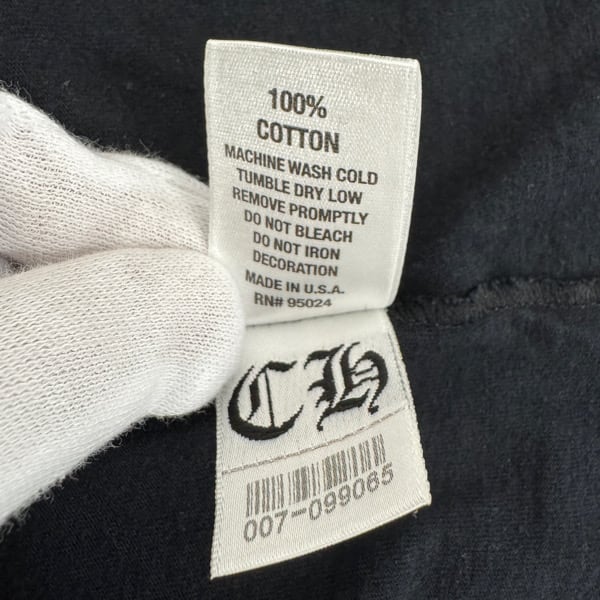 100%
COTTON
MACHINE WASH COLD
TUMBLE DRY LOW
REMOVE PROMPTLY
DO NOT BLEACH
DO NOT IRON
DECORATION
MADE IN U.S.A.
RN# 95024
CH
007-099065